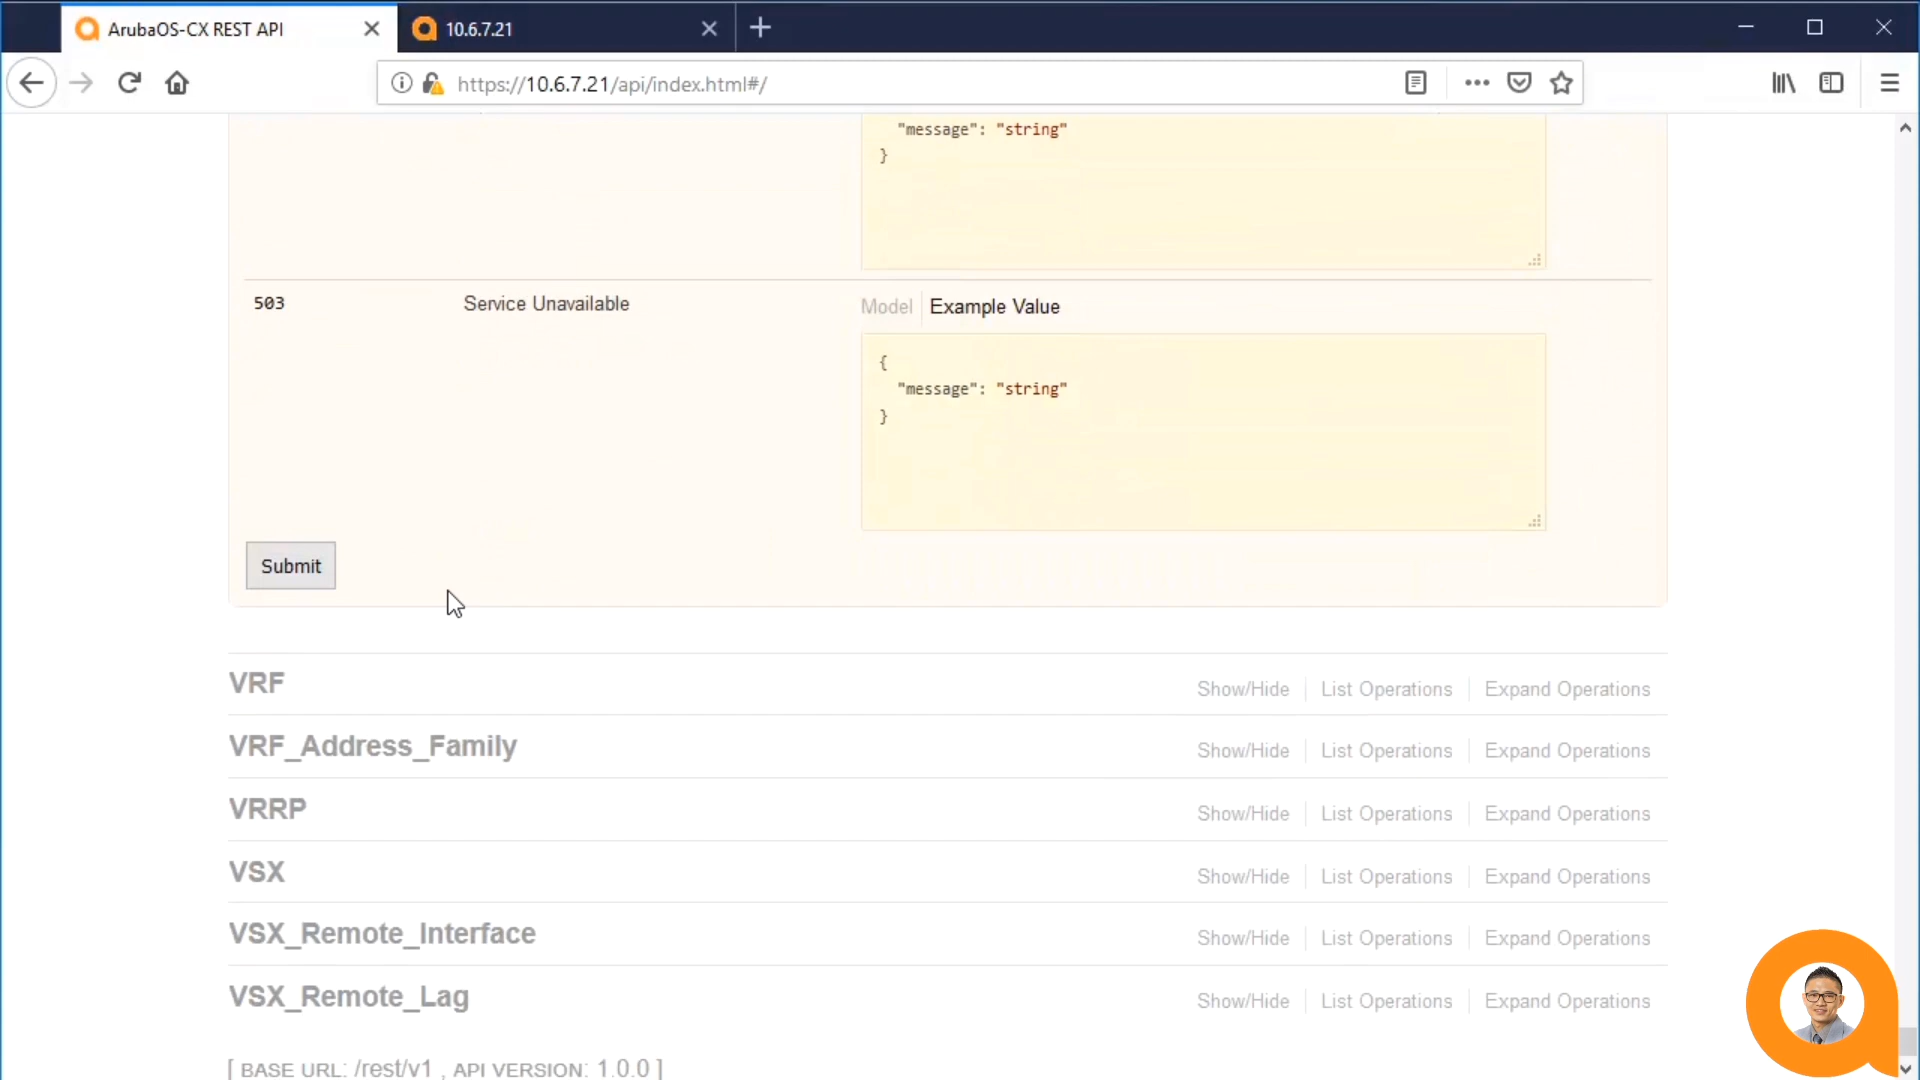 ArubaOS-CX REST API
10.6.7.21
https://10.6.7.21/api/index.html#/
"message": "string"
}
503 Service Unavailable Model Example Value
{
"message": "string"
}
Submit
VRF Show/Hide List Operations Expand Operations
VRF_Address_Family Show/Hide List Operations Expand Operations
VRRP Show/Hide List Operations Expand Operations
VSX Show/Hide List Operations Expand Operations
VSX_Remote_Interface Show/Hide List Operations Expand Operations
VSX_Remote_Lag Show/Hide List Operations Expand Operations
[ BASE URL: /rest/v1 , API VERSION: 1.0.0 ]